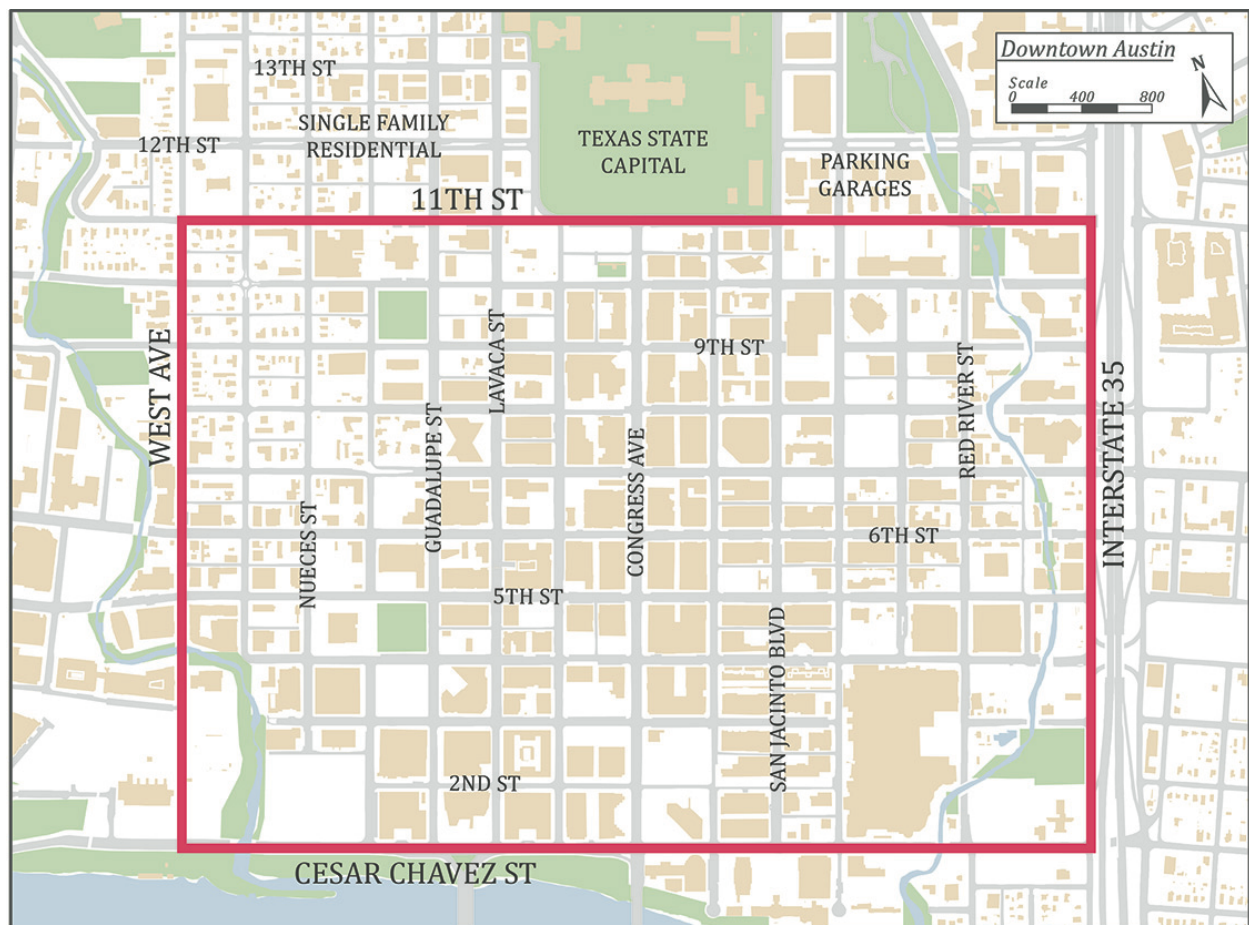 Downtown Austin
N
Scale
0 400 800
13TH ST
12TH ST
SINGLE FAMILY
RESIDENTIAL
TEXAS STATE
CAPITAL
PARKING
GARAGES
11TH ST
WEST AVE
LAVACA ST
9TH ST
RED RIVER ST
INTERSTATE 35
GUADALUPE ST
CONGRESS AVE
NUECES ST
6TH ST
5TH ST
SAN JACINTO BLVD
2ND ST
CESAR CHAVEZ ST